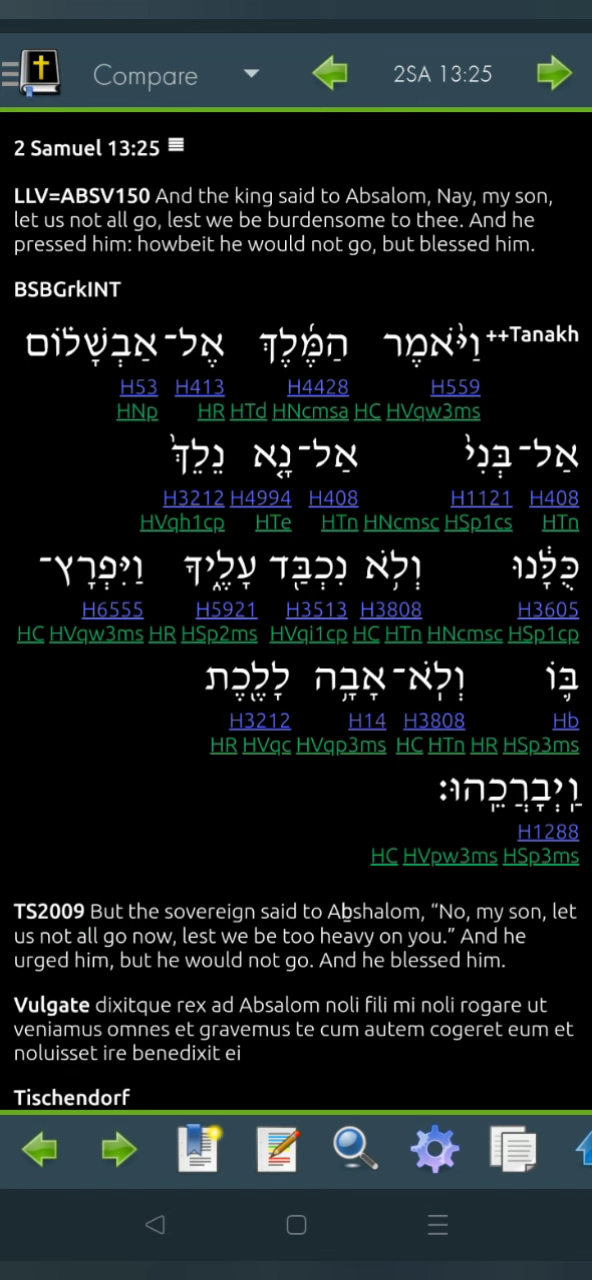 Compare 2SA 13:25
2 Samuel 13:25
LLV=ABSV150 And the king said to Absalom, Nay, my son,
let us not all go, lest we be burdensome to thee. And he
pressed him: howbeit he would not go, but blessed him.
BSBGrkINT
++Tanakh וַיֹּ֨אמֶר הַמֶּ֜לֶךְ אֶל־אַבְשָׁל֗וֹם
H53 H413 H4428 H559
HNp HR HTd HNcmsa HC HVqw3ms
אַל־בְּנִי֙ אַל־נָ֤א נֵלֵךְ֙
H3212 H4994 H408 H1121 H408
HVqh1cp HTe HTn HNcmsc HSp1cs HTn
כֻּלָּ֔נוּ וְלֹ֥א נִכְבַּ֖ד עָלֶ֑יךָ וַיִּפְרָץ־
H6555 H5921 H3513 H3808 H3605
HC HVqw3ms HR HSp2ms HVqi1cp HC HTn HNcmsc HSp1cp
בּ֛וֹ וְלֹֽא־אָבָ֥ה לָלֶ֖כֶת
H3212 H14 H3808 Hb
HR HVqc HVqp3ms HC HTn HR HSp3ms
וַֽיְבָרֲכֵֽהוּ׃
H1288
HC HVpw3ms HSp3ms
TS2009 But the sovereign said to Aḇshalom, “No, my son, let
us not all go now, lest we be too heavy on you.” And he
urged him, but he would not go. And he blessed him.
Vulgate dixitque rex ad Absalom noli fili mi noli rogare ut
veniamus omnes et gravemus te cum autem cogeret eum et
noluisset ire benedixit ei
Tischendorf